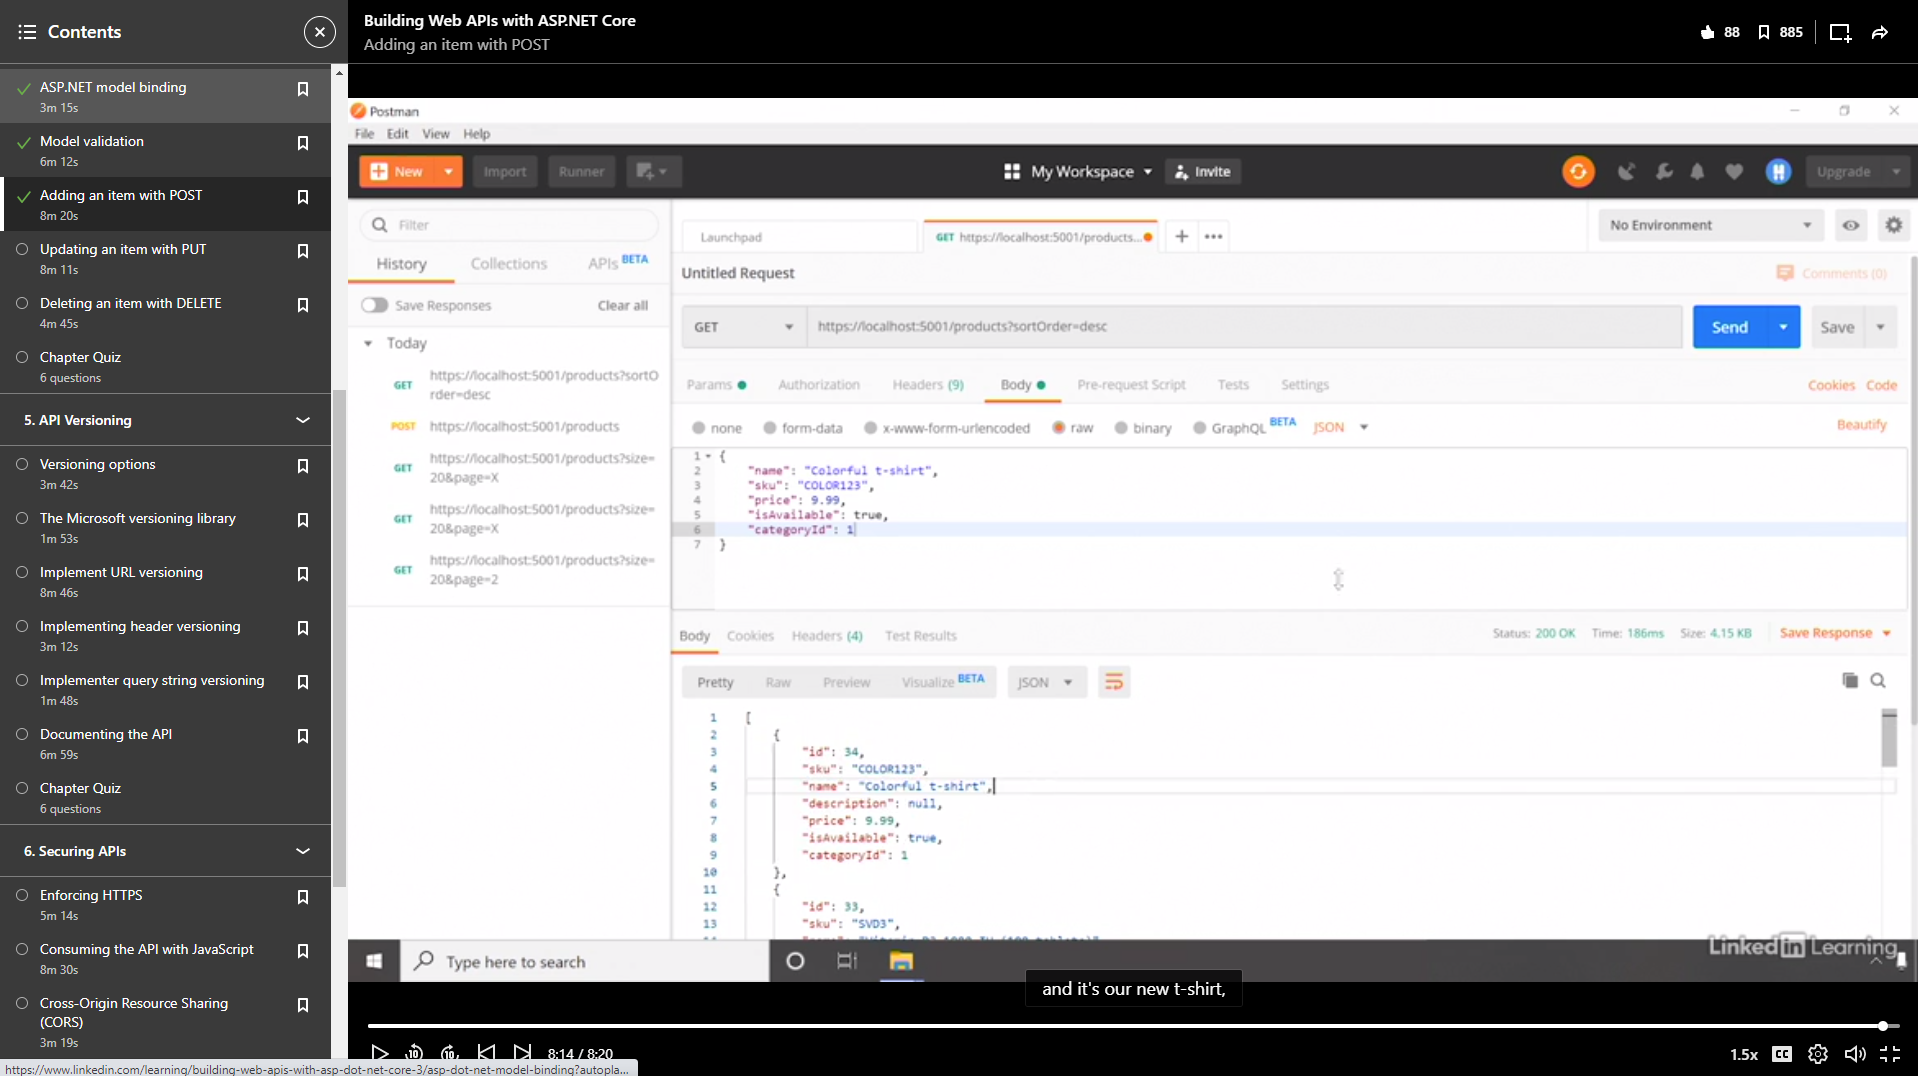 Contents
Building Web APIs with ASP.NET Core
Adding an item with POST
88
885
ASP.NET model binding
3m 15s
Model validation
6m 12s
Adding an item with POST
8m 20s
Updating an item with PUT
8m 11s
Deleting an item with DELETE
4m 45s
Chapter Quiz
6 questions
5. API Versioning
Versioning options
3m 42s
The Microsoft versioning library
1m 53s
Implement URL versioning
8m 46s
Implementing header versioning
3m 12s
Implementer query string versioning
1m 48s
Documenting the API
6m 59s
Chapter Quiz
6 questions
6. Securing APIs
Enforcing HTTPS
5m 14s
Consuming the API with JavaScript
8m 30s
Cross-Origin Resource Sharing
(CORS)
3m 19s
https://www.linkedin.com/learning/building-web-apis-with-asp-dot-net-core-3/asp-dot-net-model-binding?autopla...
Postman
File Edit View Help
New Import Runner My Workspace Invite Upgrade
Filter
History Collections APIs BETA
Save Responses Clear all
Today
GET https://localhost:5001/products?sortO
rder=desc
POST https://localhost:5001/products
GET https://localhost:5001/products?size=
20&page=X
GET https://localhost:5001/products?size=
20&page=X
GET https://localhost:5001/products?size=
20&page=2
Launchpad GET https://localhost:5001/products... + ••• No Environment
Untitled Request Comments (0)
GET https://localhost:5001/products?sortOrder=desc Send Save
Params Authorization Headers (9) Body Pre-request Script Tests Settings Cookies Code
none form-data x-www-form-urlencoded raw binary GraphQL BETA JSON Beautify
1 {
2 "name": "Colorful t-shirt",
3 "sku": "COLOR123",
4 "price": 9.99,
5 "isAvailable": true,
6 "categoryId": 1
7 }
Body Cookies Headers (4) Test Results Status: 200 OK Time: 186ms Size: 4.15 KB Save Response
Pretty Raw Preview Visualize BETA JSON
1 [
2 {
3 "id": 34,
4 "sku": "COLOR123",
5 "name": "Colorful t-shirt",
6 "description": null,
7 "price": 9.99,
8 "isAvailable": true,
9 "categoryId": 1
10 },
11 {
12 "id": 33,
13 "sku": "SVD3",
Type here to search
Linked in Learning
and it's our new t-shirt,
10 10 8:14 / 8:20 1.5x CC